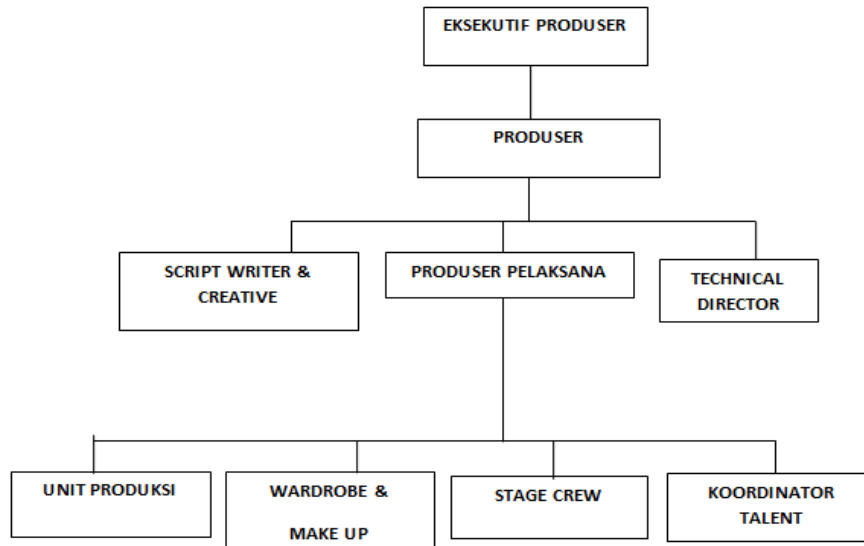 EKSEKUTIF PRODUSER
PRODUSER
SCRIPT WRITER &
CREATIVE
PRODUSER PELAKSANA
TECHNICAL
DIRECTOR
UNIT PRODUKSI
WARDROBE &
MAKE UP
STAGE CREW
KOORDINATOR
TALENT